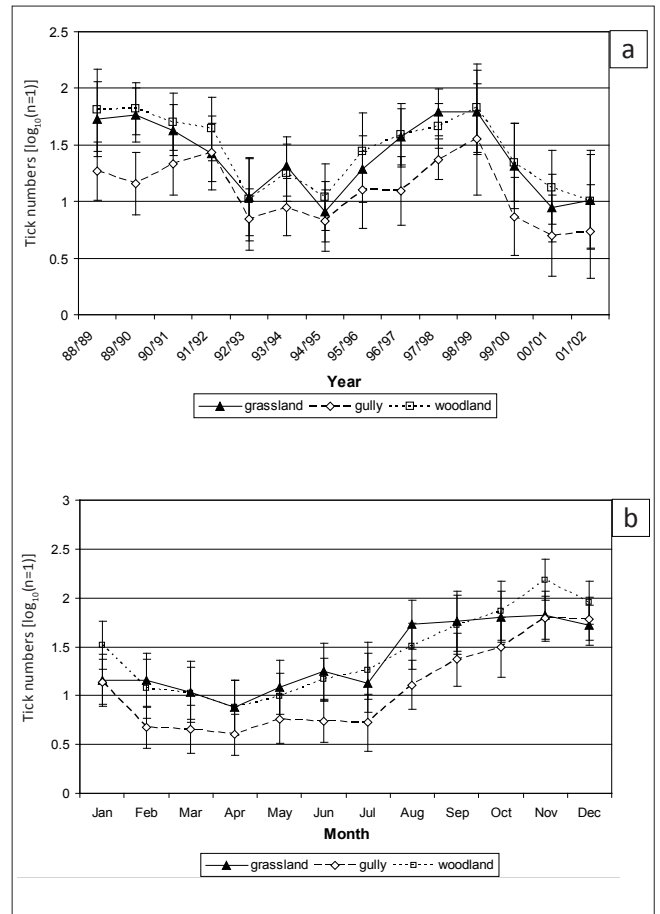 a
Tick numbers [log10(n=1)]
2.5
2
1.5
1
0.5
0
88/89 89/90 90/91 91/92 92/93 93/94 94/95 95/96 96/97 97/98 98/99 99/00 00/01 01/02
Year
grassland gully woodland
b
Tick numbers [log10(n=1)]
3
2.5
2
1.5
1
0.5
0
Jan Feb Mar Apr May Jun Jul Aug Sep Oct Nov Dec
Month
grassland gully woodland